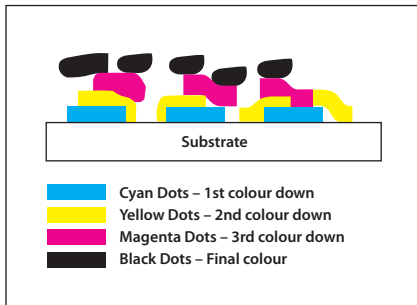 Substrate
Cyan Dots – 1st colour down
Yellow Dots – 2nd colour down
Magenta Dots – 3rd colour down
Black Dots – Final colour